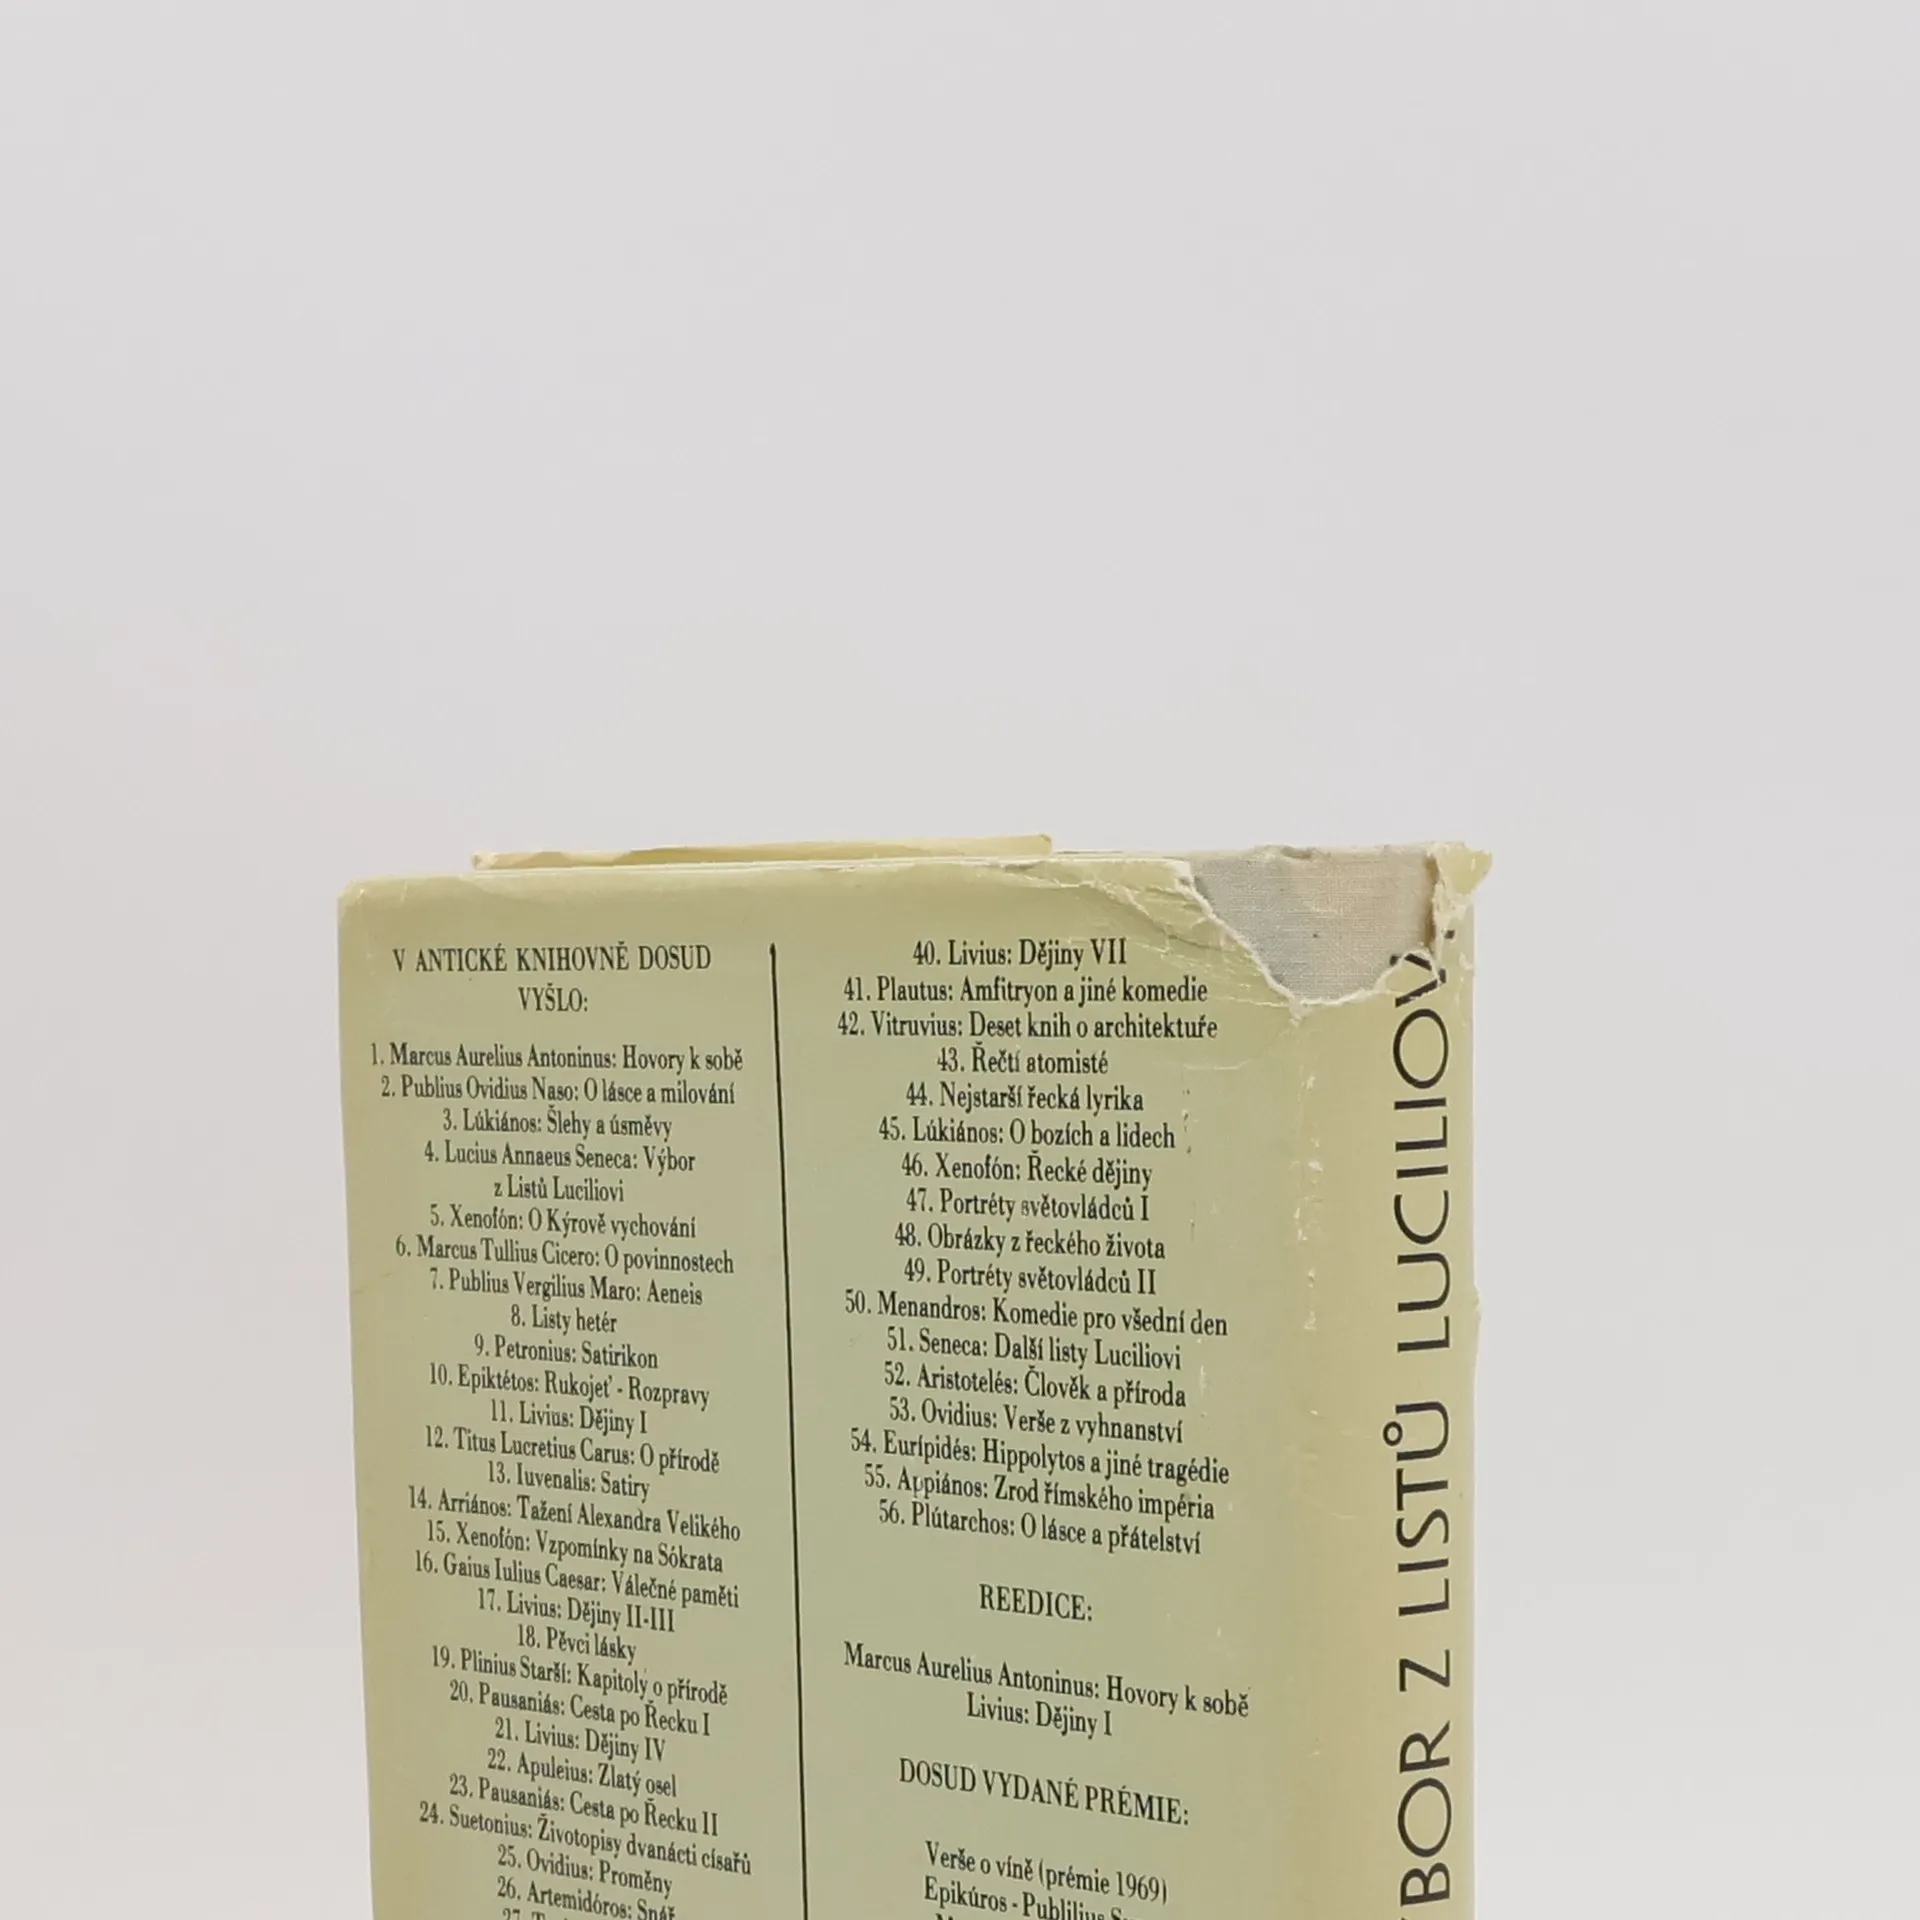 V ANTICKÉ KNIHOVNĚ DOSUD
VYŠLO:
1. Marcus Aurelius Antoninus: Hovory k sobě
2. Publius Ovidius Naso: O lásce a milování
3. Lúkiános: Šlehy a úsměvy
4. Lucius Annaeus Seneca: Výbor
z Listů Luciliovi
5. Xenofón: O Kýrově vychování
6. Marcus Tullius Cicero: O povinnostech
7. Publius Vergilius Maro: Aeneis
8. Listy hetér
9. Petronius: Satirikon
10. Epiktétos: Rukojeť - Rozpravy
11. Livius: Dějiny I
12. Titus Lucretius Carus: O přírodě
13. Iuvenalis: Satiry
14. Arriános: Tažení Alexandra Velikého
15. Xenofón: Vzpomínky na Sókrata
16. Gaius Iulius Caesar: Válečné paměti
17. Livius: Dějiny II-III
18. Pěvci lásky
19. Plinius Starší: Kapitoly o přírodě
20. Pausaniás: Cesta po Řecku I
21. Livius: Dějiny IV
22. Apuleius: Zlatý osel
23. Pausaniás: Cesta po Řecku II
24. Suetonius: Životopisy dvanácti císařů
25. Ovidius: Proměny
26. Artemidóros: Snář
27.
40. Livius: Dějiny VII
41. Plautus: Amfitryon a jiné komedie
42. Vitruvius: Deset knih o architektuře
43. Řečtí atomisté
44. Nejstarší řecká lyrika
45. Lúkiános: O bozích a lidech
46. Xenofón: Řecké dějiny
47. Portréty světovládců I
48. Obrázky z řeckého života
49. Portréty světovládců II
50. Menandros: Komedie pro všední den
51. Seneca: Další listy Luciliovi
52. Aristotelés: Člověk a příroda
53. Ovidius: Verše z vyhnanství
54. Eurípidés: Hippolytos a jiné tragédie
55. Appiános: Zrod římského impéria
56. Plútarchos: O lásce a přátelství
REEDICE:
Marcus Aurelius Antoninus: Hovory k sobě
Livius: Dějiny I
DOSUD VYDANÉ PRÉMIE:
Verše o víně (prémie 1969)
Epikúros - Publilius
ÝBOR Z LISTŮ LUCILIOV